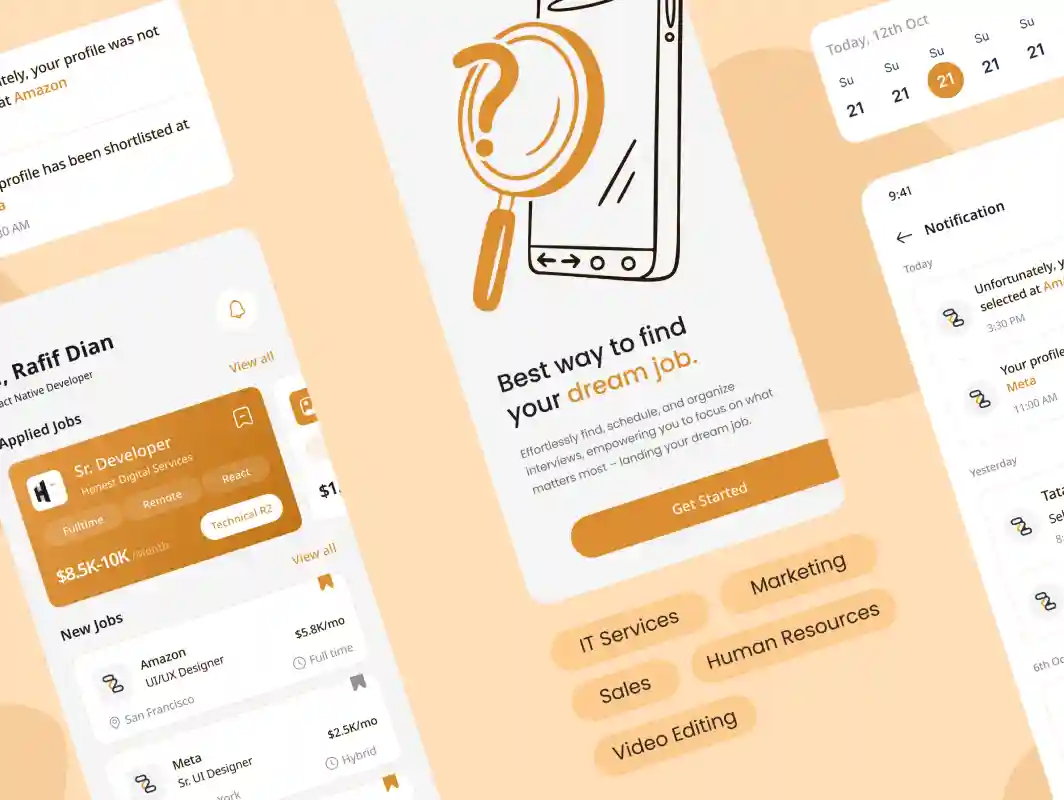 tely, your profile was not
at Amazon
profile has been shortlisted at
a
30 AM
, Rafif Dian
act Native Developer
Applied Jobs
View all
Sr. Developer
Honest Digital Services
Fulltime
Remote
React
$8.5K-10K /Month
Technical R2
$1.
View all
New Jobs
Amazon
UI/UX Designer
$5.8K/mo
San Francisco
Full time
Meta
Sr. UI Designer
$2.5K/mo
York
Hybrid
Best way to find
your dream job.
Effortlessly find, schedule, and organize
interviews, empowering you to focus on what
matters most – landing your dream job.
Get Started
IT Services
Marketing
Sales
Human Resources
Video Editing
Today, 12th Oct
Su Su Su Su Su
21 21 21 21 21
9:41
Notification
Today
Unfortunately, y
selected at Am
3:30 PM
Your profile
Meta
11:00 AM
Yesterday
Tata
Sel
8:
6th Oc